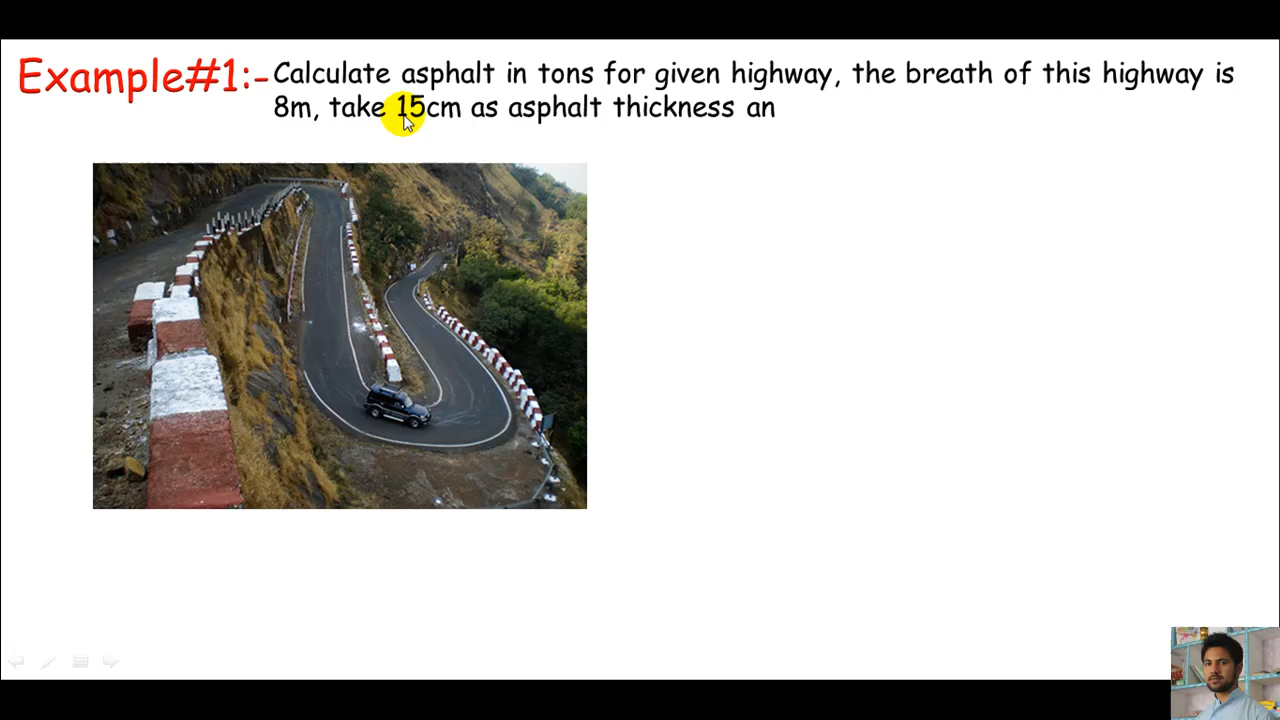 Example#1:- Calculate asphalt in tons for given highway, the breath of this highway is
8m, take 15cm as asphalt thickness an